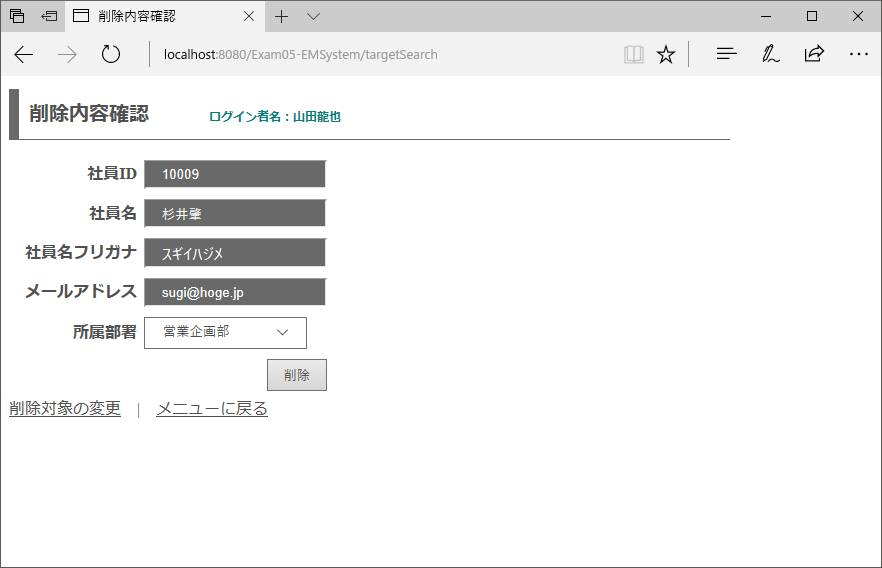 削除内容確認
localhost:8080/Exam05-EMSystem/targetSearch
削除内容確認 ログイン者名：山田龍也
社員ID 10009
社員名 杉井肇
社員名フリガナ スギイハジメ
メールアドレス sugi@hoge.jp
所属部署 営業企画部
削除
削除対象の変更 ｜ メニューに戻る